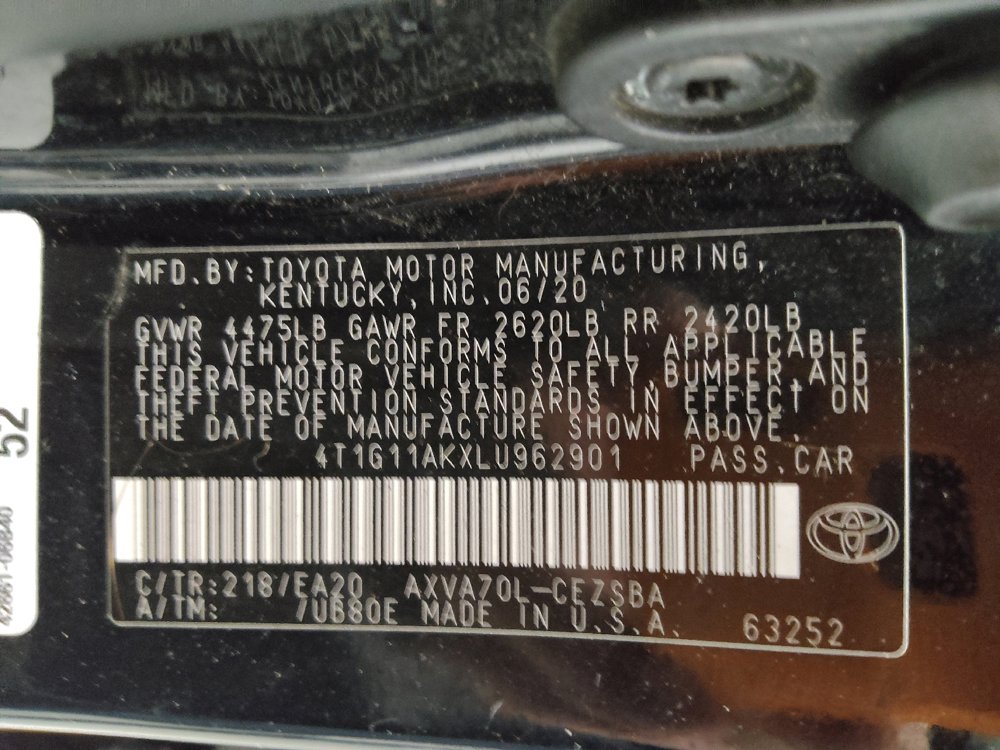 MFD. BY: TOYOTA MOTOR MANUFACTURING,
KENTUCKY, INC. 06/20
GVWR 4475LB GAWR FR 2620LB RR 2420LB
THIS VEHICLE CONFORMS TO ALL APPLICABLE
FEDERAL MOTOR VEHICLE SAFETY, BUMPER, AND
THEFT PREVENTION STANDARDS IN EFFECT ON
THE DATE OF MANUFACTURE SHOWN ABOVE.
4T1G11AKXLU962901 PASS. CAR
C/TR: 218/EA20 AXVA70L-CEZSBA
A/TM: /UB80E MADE IN U.S.A. 63252
52